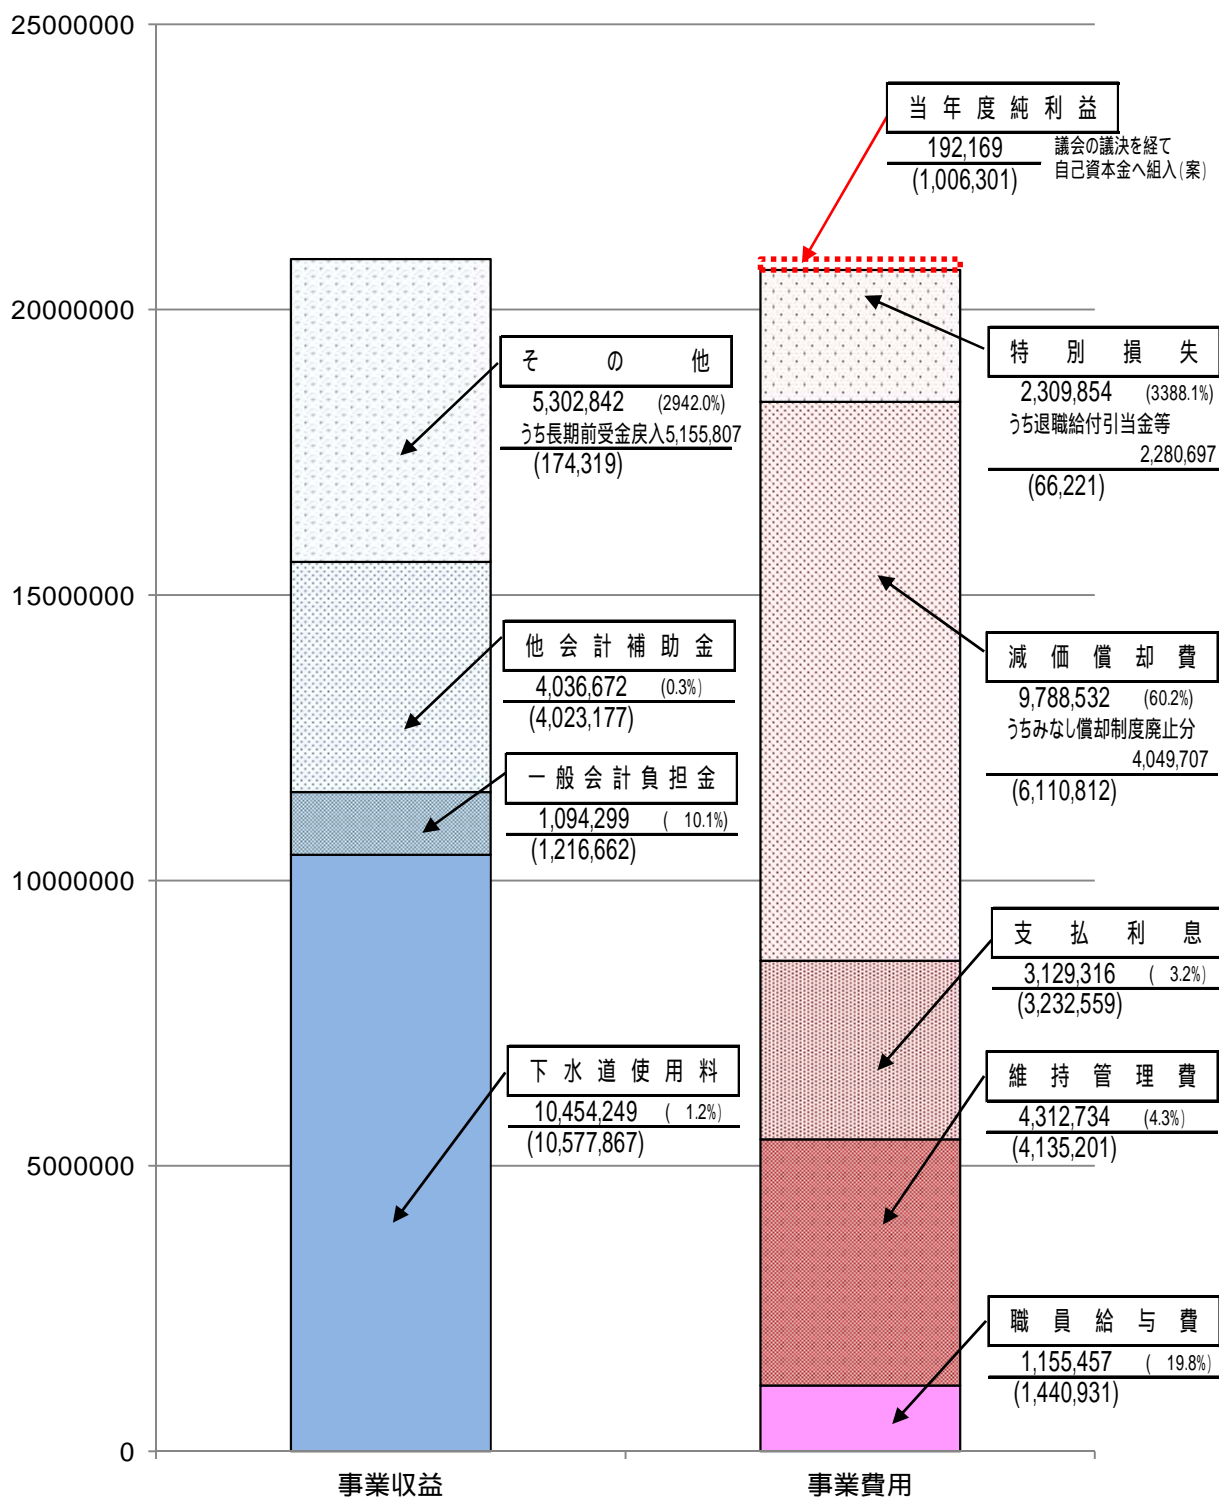 25000000
20000000
15000000
10000000
5000000
0
事業収益
事業費用
その他
5,302,842 (2942.0%)
うち長期前受金戻入5,155,807
(174,319)
他会計補助金
4,036,672 (0.3%)
(4,023,177)
一般会計負担金
1,094,299 ( 10.1%)
(1,216,662)
下水道使用料
10,454,249 ( 1.2%)
(10,577,867)
当年度純利益
192,169
(1,006,301)
議会の議決を経て
自己資本金へ組入(案)
特別損失
2,309,854 (3388.1%)
うち退職給付引当金等
2,280,697
(66,221)
減価償却費
9,788,532 (60.2%)
うちみなし償却制度廃止分
4,049,707
(6,110,812)
支払利息
3,129,316 ( 3.2%)
(3,232,559)
維持管理費
4,312,734 (4.3%)
(4,135,201)
職員給与費
1,155,457 ( 19.8%)
(1,440,931)